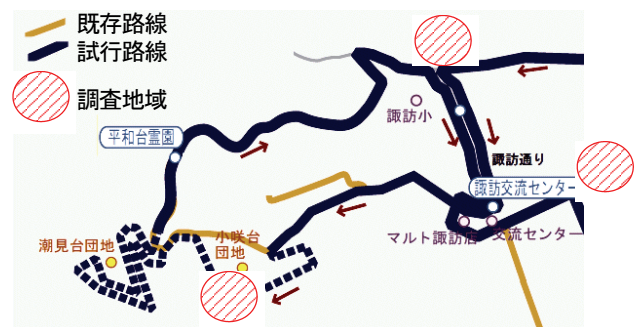 既存路線
試行路線
調査地域
諏訪小
平和台霊園
諏訪通り
諏訪交流センター
小咲台
団地
潮見台団地
マルト諏訪店
交流センター